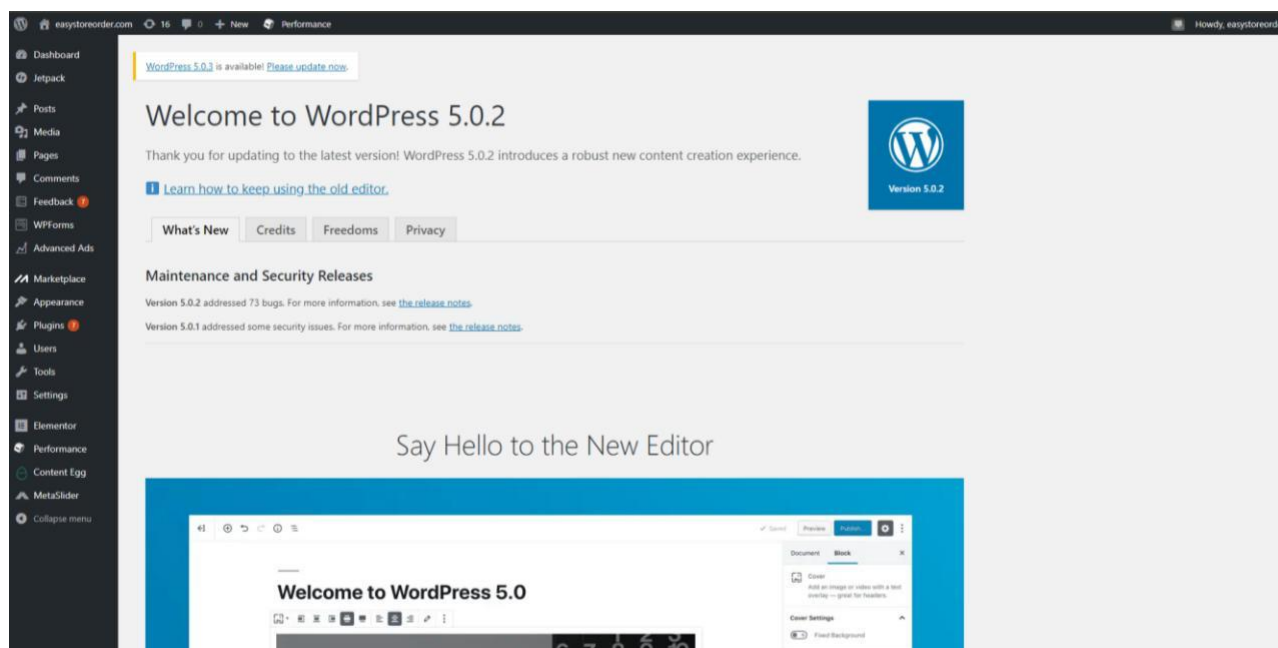 easystoreorder.com 16 0 + New Performance Howdy, easystoreord
Dashboard
Jetpack
Posts
Media
Pages
Comments
Feedback 7
WPForms
Advanced Ads
Marketplace
Appearance
Plugins 7
Users
Tools
Settings
Elementor
Performance
Content Egg
MetaSlider
Collapse menu
WordPress 5.0.3 is available! Please update now.
Welcome to WordPress 5.0.2
Thank you for updating to the latest version! WordPress 5.0.2 introduces a robust new content creation experience.
Learn how to keep using the old editor.
Version 5.0.2
What's New Credits Freedoms Privacy
Maintenance and Security Releases
Version 5.0.2 addressed 73 bugs. For more information, see the release notes.
Version 5.0.1 addressed some security issues. For more information, see the release notes.
Say Hello to the New Editor
Saved Preview Publish...
Document Block
Welcome to WordPress 5.0
Cover
Add an image or video with a text
overlay — great for headers.
Cover Settings
Fixed Background